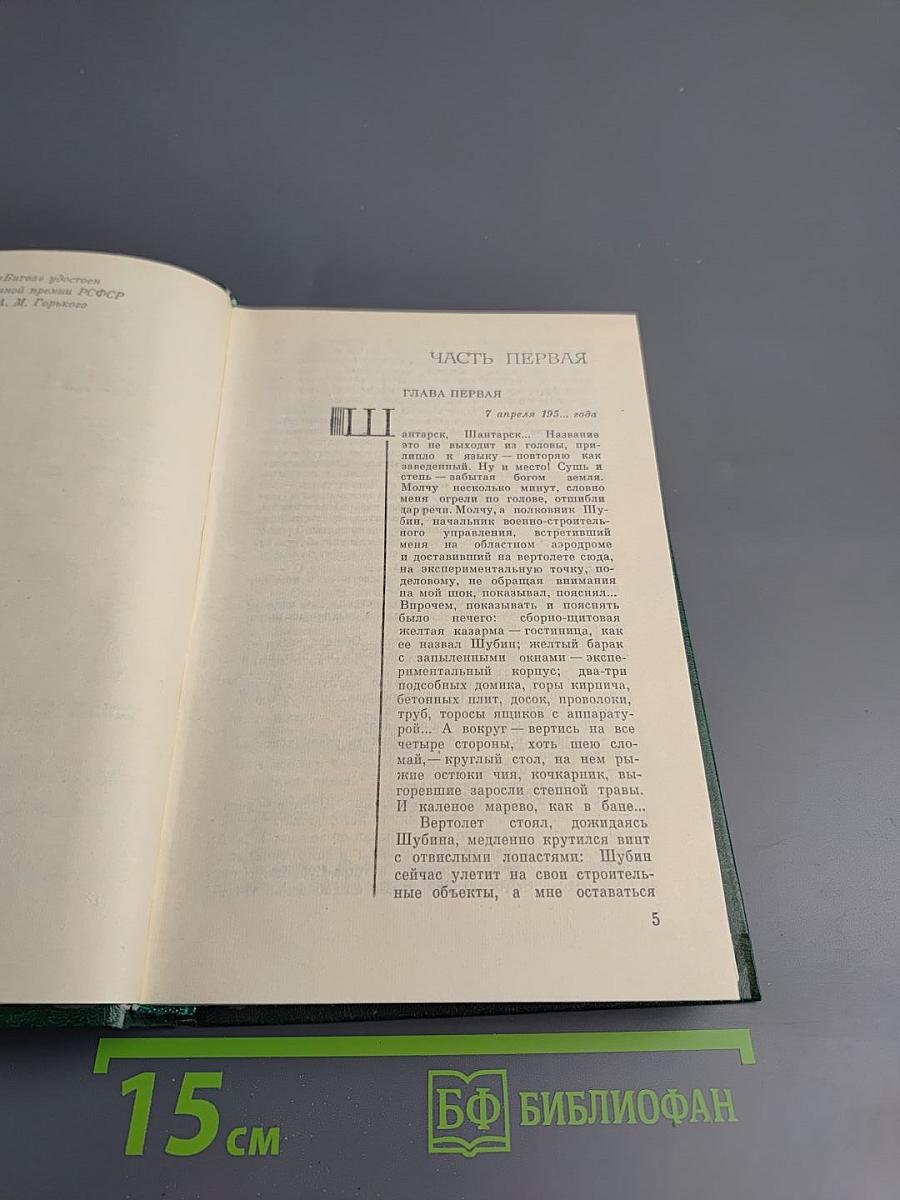 «Битва» удостоен
премии РСФСР
А. М. Горького
ЧАСТЬ ПЕРВАЯ
ГЛАВА ПЕРВАЯ
7 апреля 195... года
Шантарск, Шантарск... Название
это не выходит из головы, при-
липло к языку — повторяю как
заведенный. Ну и место! Сушь и
степь — забытая богом земля.
Молчу несколько минут, словно
меня огрели по голове, отшибли
дар речи. Молчу, а полковник Шу-
бин, начальник военно-строитель-
ного управления, встретивший
меня на областном аэродроме
и доставивший на вертолете сюда,
на экспериментальную точку, по-
деловому, не обращая внимания
на мой шок, показывал, пояснял...
Впрочем, показывать и пояснять
было нечего: сборно-щитовая
желтая казарма — гостиница, как
ее назвал Шубин; желтый барак
с запыленными окнами — экспе-
риментальный корпус; два-три
подсобных домика, горы кирпича,
бетонных плит, досок, проволоки,
труб, торосы ящиков с аппарату-
рой... А вокруг — вертись на все
четыре стороны, хоть шею сло-
май, — круглый стол, на нем ры-
жие остюки чия, кочкарник, вы-
горевшие заросли степной травы.
И каленое марево, как в бане...
Вертолет стоял, дожидаясь
Шубина, медленно крутился винт
с отвислыми лопастями: Шубин
сейчас улетит на свои строитель-
ные объекты, а мне оставаться
5
15 см
БФ БИБЛИОФАН